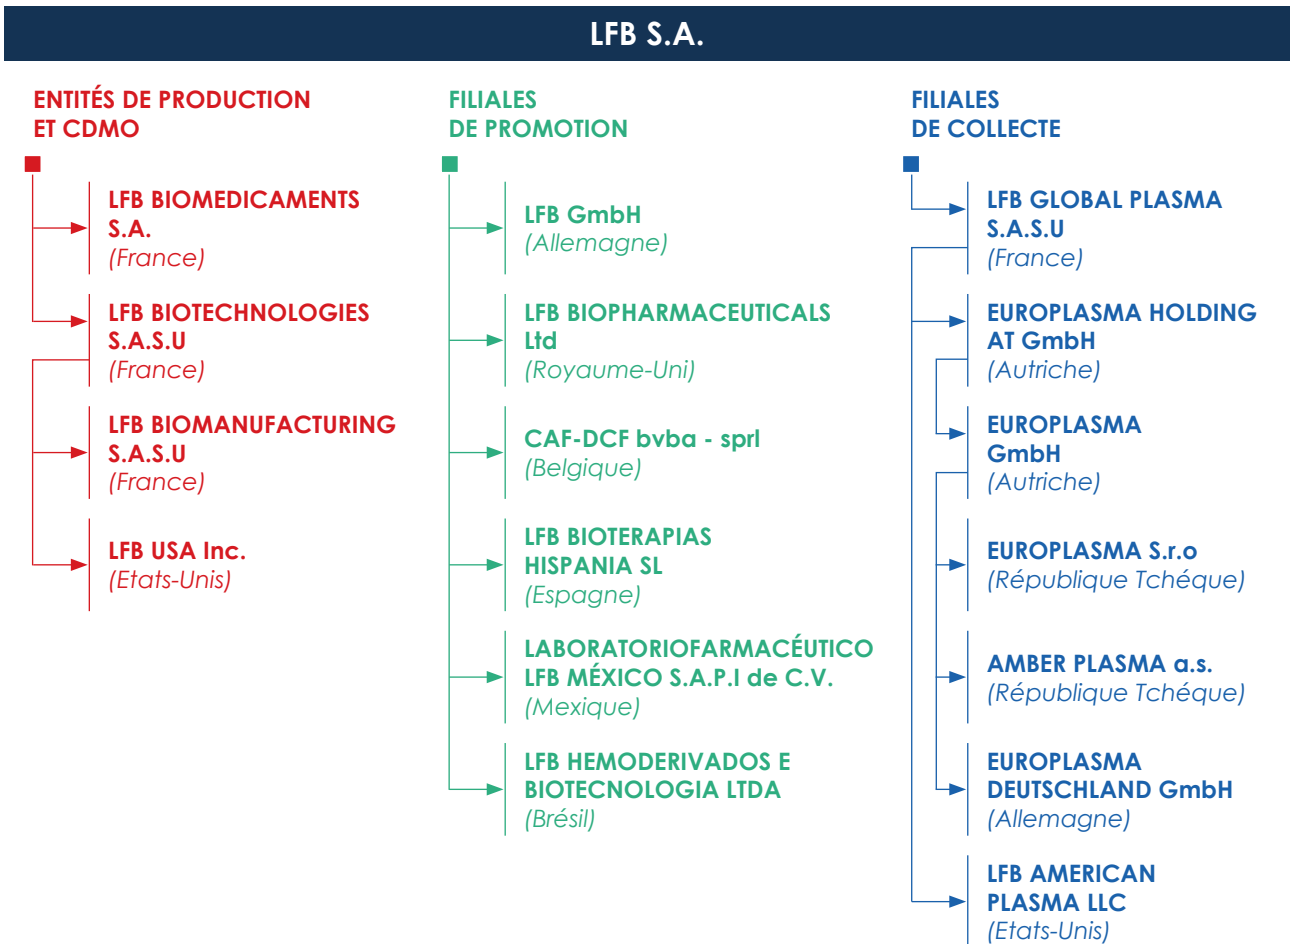 LFB S.A.
ENTITÉS DE PRODUCTION
ET CDMO
LFB BIOMEDICAMENTS
S.A.
(France)
LFB BIOTECHNOLOGIES
S.A.S.U
(France)
LFB BIOMANUFACTURING
S.A.S.U
(France)
LFB USA Inc.
(Etats-Unis)
FILIALES
DE PROMOTION
LFB GmbH
(Allemagne)
LFB BIOPHARMACEUTICALS
Ltd
(Royaume-Uni)
CAF-DCF bvba - sprl
(Belgique)
LFB BIOTERAPIAS
HISPANIA SL
(Espagne)
LABORATORIOFARMACÉUTICO
LFB MÉXICO S.A.P.I de C.V.
(Mexique)
LFB HEMODERIVADOS E
BIOTECNOLOGIA LTDA
(Brésil)
FILIALES
DE COLLECTE
LFB GLOBAL PLASMA
S.A.S.U
(France)
EUROPLASMA HOLDING
AT GmbH
(Autriche)
EUROPLASMA
GmbH
(Autriche)
EUROPLASMA S.r.o
(République Tchéque)
AMBER PLASMA a.s.
(République Tchéque)
EUROPLASMA
DEUTSCHLAND GmbH
(Allemagne)
LFB AMERICAN
PLASMA LLC
(Etats-Unis)